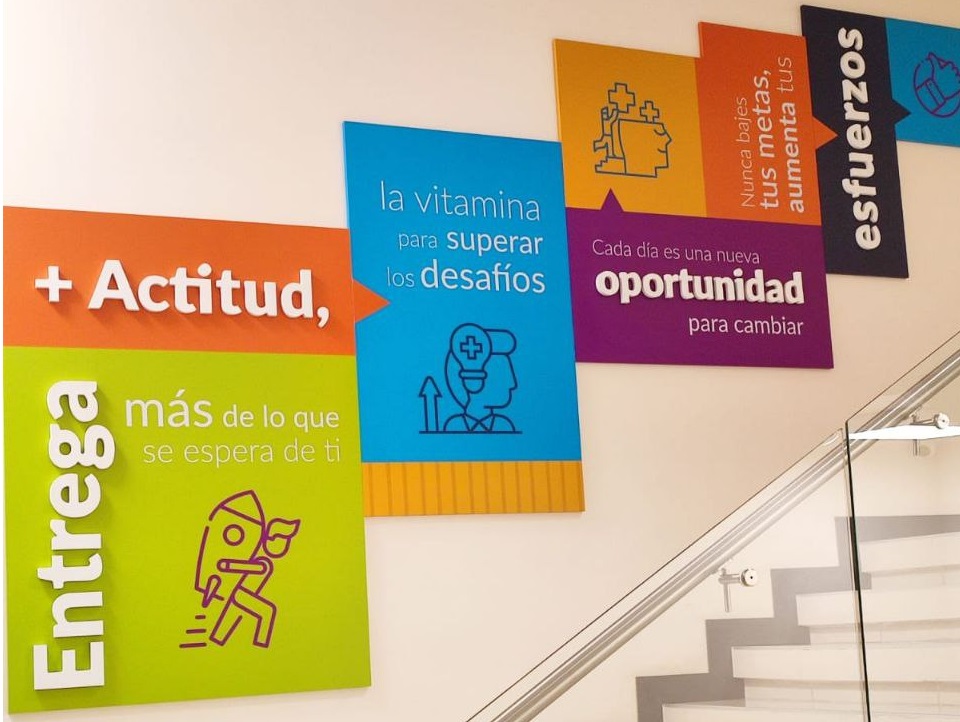 + Actitud,
la vitamina
para superar
los desafíos
Entrega
más de lo que
se espera de ti
Cada día es una nueva
oportunidad
para cambiar
Nunca bajes
tus metas,
aumenta tus
esfuerzos